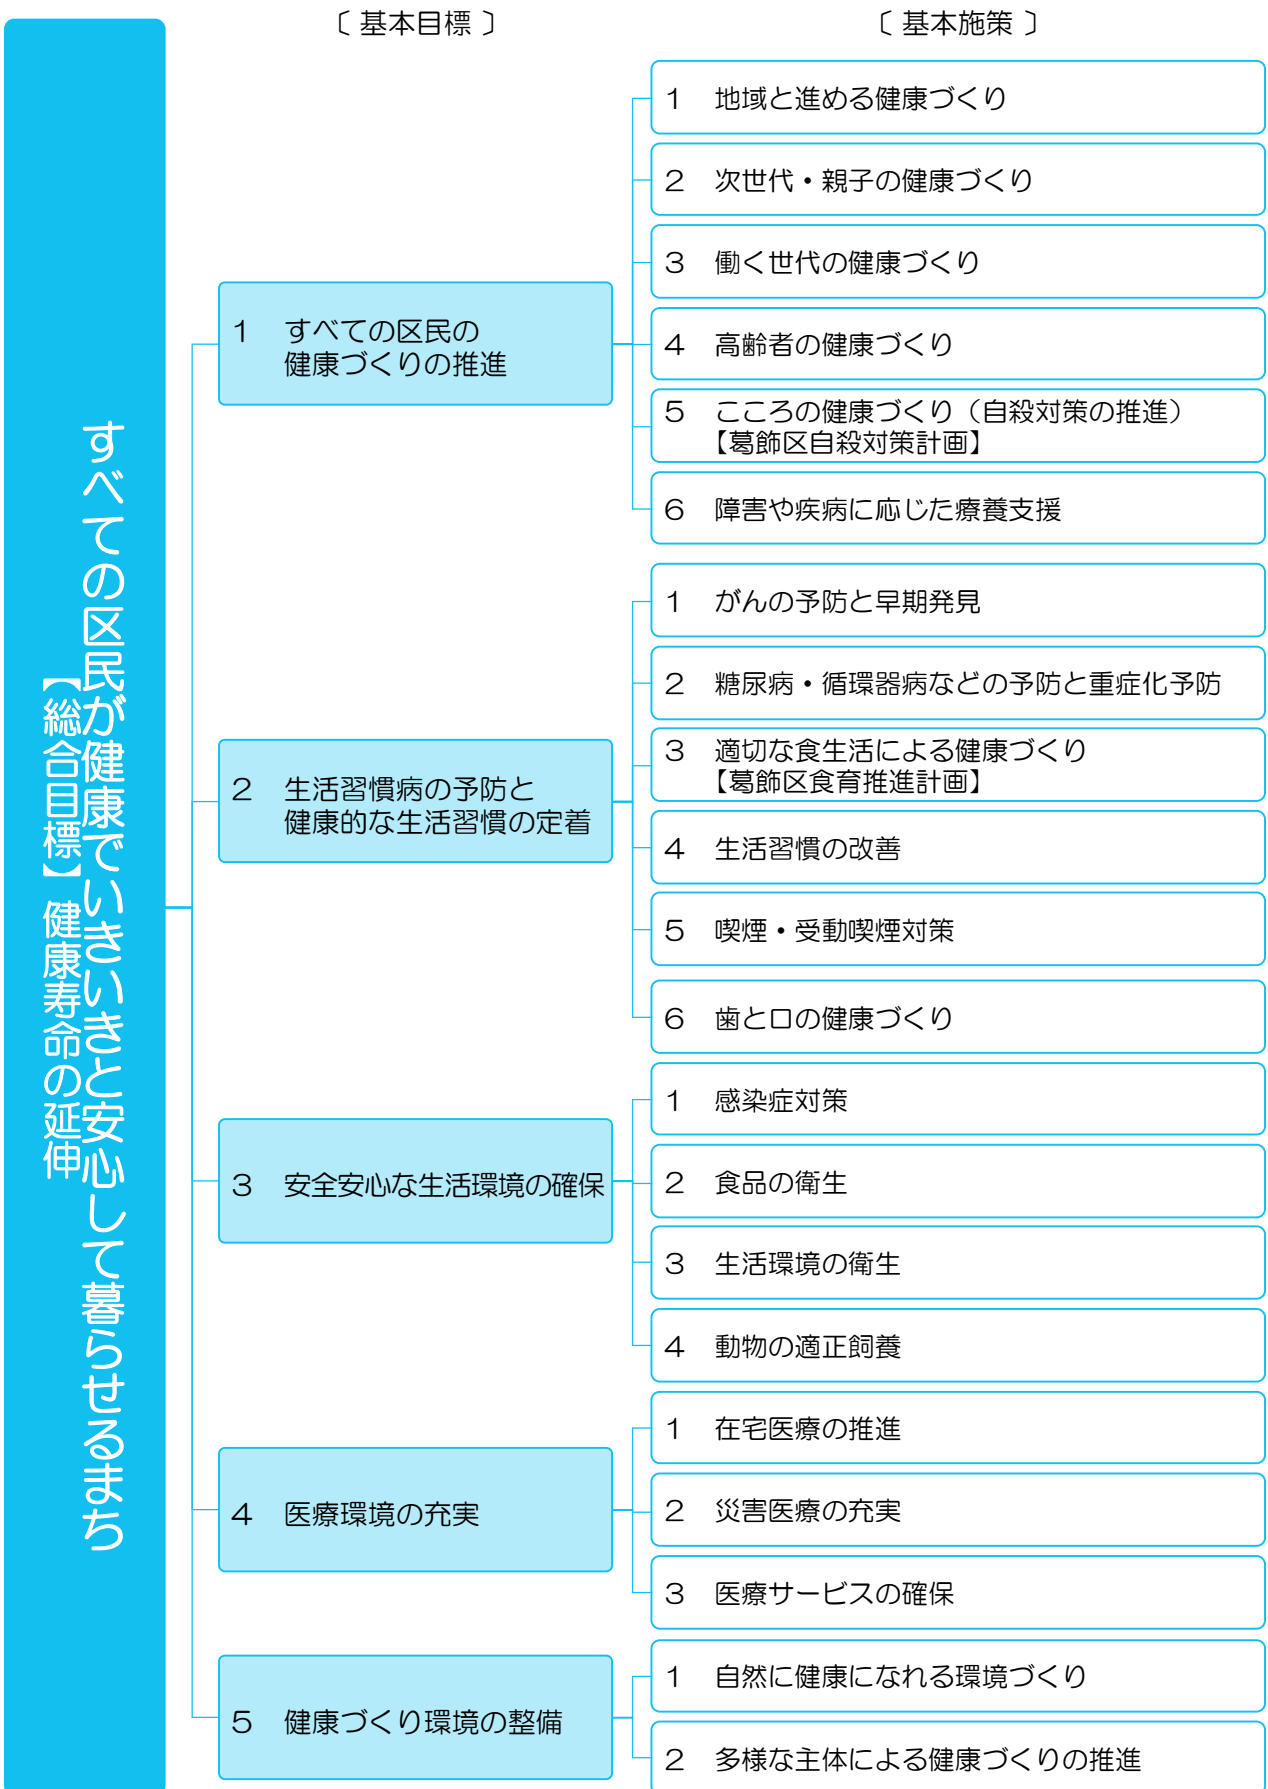 〔 基本目標 〕
〔 基本施策 〕
すべての区民が健康でいきいきと安心して暮らせるまち
【総合目標】 健康寿命の延伸
１　すべての区民の
健康づくりの推進
１　地域と進める健康づくり
２　次世代・親子の健康づくり
３　働く世代の健康づくり
４　高齢者の健康づくり
５　こころの健康づくり（自殺対策の推進）
【葛飾区自殺対策計画】
６　障害や疾病に応じた療養支援
２　生活習慣病の予防と
健康的な生活習慣の定着
１　がんの予防と早期発見
２　糖尿病・循環器病などの予防と重症化予防
３　適切な食生活による健康づくり
【葛飾区食育推進計画】
４　生活習慣の改善
５　喫煙・受動喫煙対策
６　歯と口の健康づくり
３　安全安心な生活環境の確保
１　感染症対策
２　食品の衛生
３　生活環境の衛生
４　動物の適正飼養
４　医療環境の充実
１　在宅医療の推進
２　災害医療の充実
３　医療サービスの確保
５　健康づくり環境の整備
１　自然に健康になれる環境づくり
２　多様な主体による健康づくりの推進